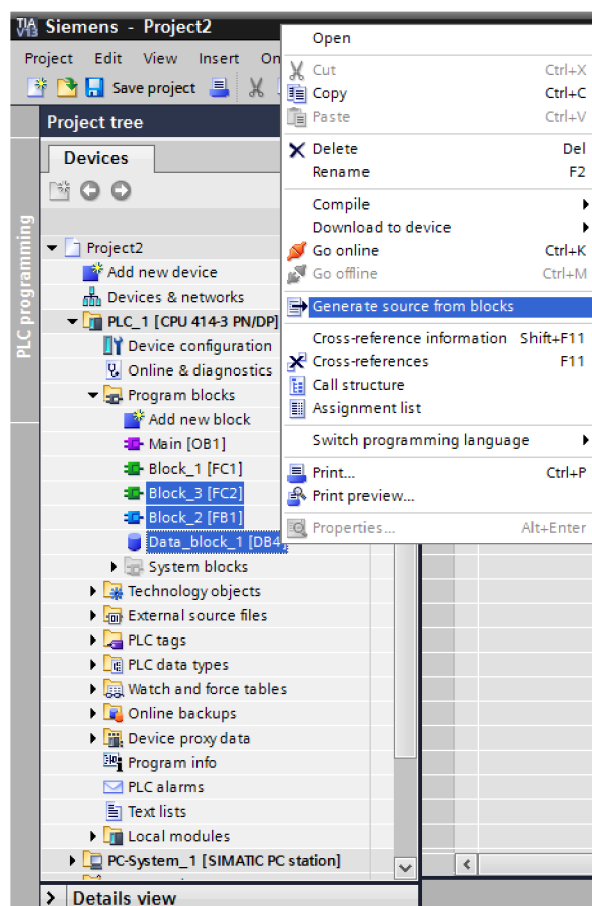 TIA
V13
Siemens - Project2
Project Edit View Insert On
Save project
Project tree
Devices
PLC programming
Project2
Add new device
Devices & networks
PLC_1 [CPU 414-3 PN/DP]
Device configuration
Online & diagnostics
Program blocks
Add new block
Main [OB1]
Block_1 [FC1]
Block_3 [FC2]
Block_2 [FB1]
Data_block_1 [DB4
System blocks
Technology objects
External source files
PLC tags
PLC data types
Watch and force tables
Online backups
Device proxy data
Program info
PLC alarms
Text lists
Local modules
PC-System_1 [SIMATIC PC station]
Details view
Open
Cut Ctrl+X
Copy Ctrl+C
Paste Ctrl+V
Delete Del
Rename F2
Compile
Download to device
Go online Ctrl+K
Go offline Ctrl+M
Generate source from blocks
Cross-reference information Shift+F11
Cross-references F11
Call structure
Assignment list
Switch programming language
Print... Ctrl+P
Print preview...
Properties... Alt+Enter